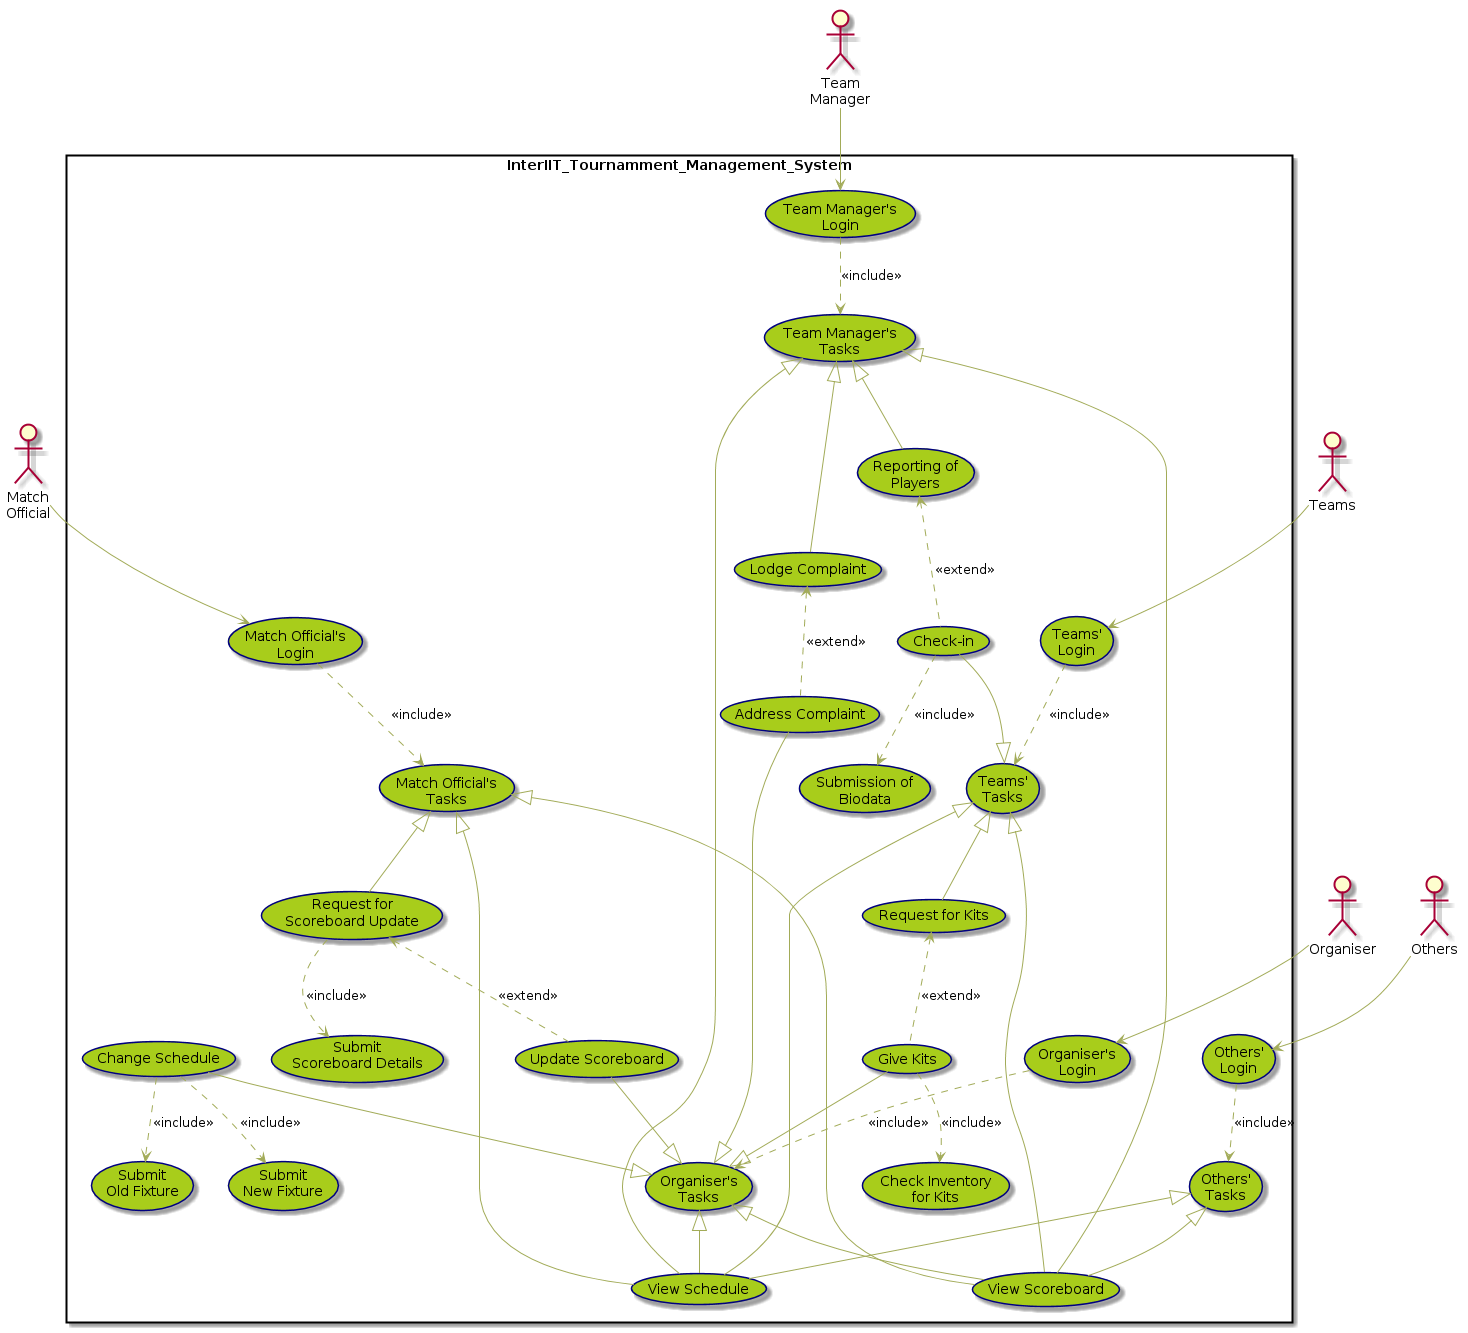 Team
Manager
InterIIT_Tournamment_Management_System
Team Manager's
Login
«include»
Team Manager's
Tasks
Match
Official
Reporting of
Players
Teams
Lodge Complaint
«extend»
Match Official's
Login
«extend»
Check-in
Teams'
Login
«include»
Address Complaint
«include»
«include»
Match Official's
Tasks
Submission of
Biodata
Teams'
Tasks
Request for
Scoreboard Update
Request for Kits
Organiser
Others
«include»
«extend»
«extend»
Change Schedule
Submit
Scoreboard Details
Update Scoreboard
Give Kits
Organiser's
Login
Others'
Login
«include»
«include»
«include»
«include»
«include»
Submit
Old Fixture
Submit
New Fixture
Organiser's
Tasks
Check Inventory
for Kits
Others'
Tasks
View Schedule
View Scoreboard